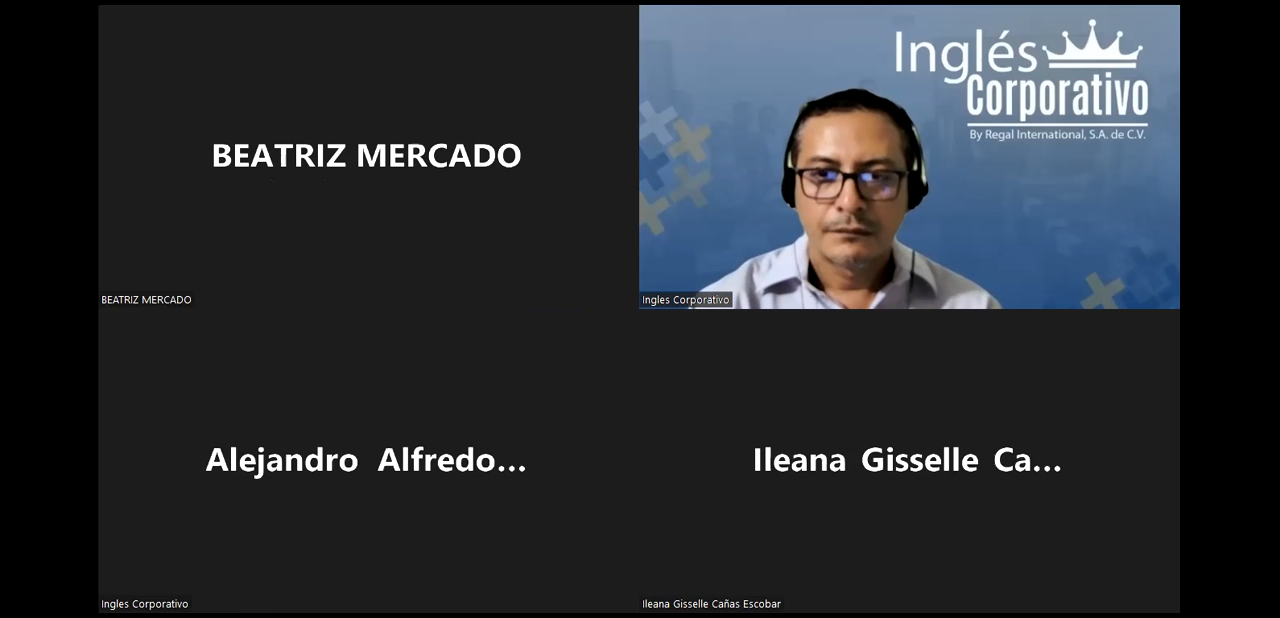 BEATRIZ MERCADO
BEATRIZ MERCADO
Inglés
Corporativo
By Regal International, S.A. de C.V.
Ingles Corporativo
Alejandro Alfredo...
Ingles Corporativo
Ileana Gisselle Ca...
Ileana Gisselle Cañas Escobar